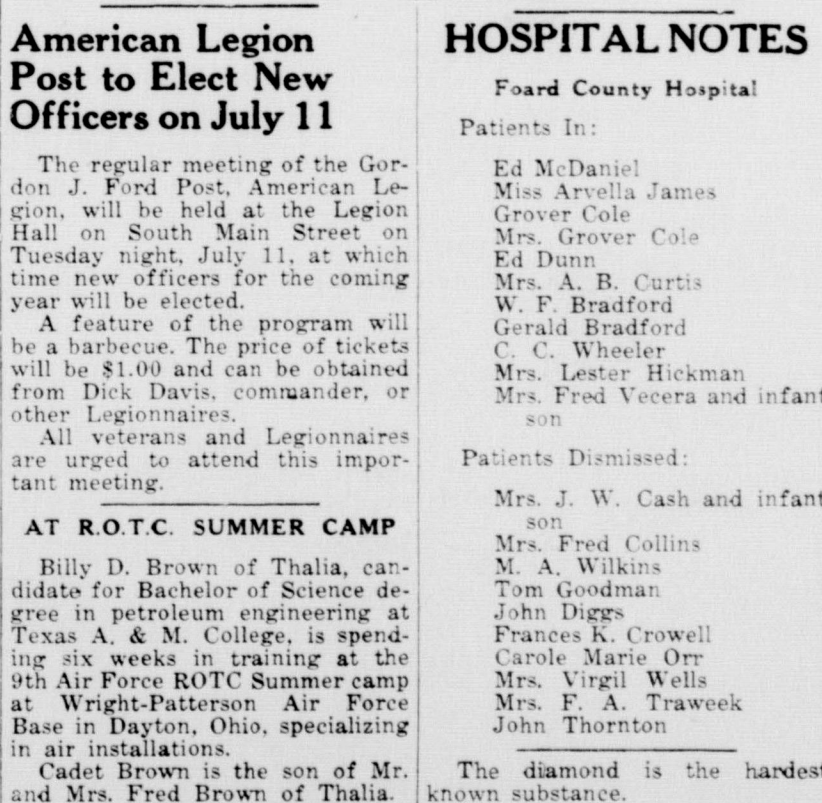 American Legion
Post to Elect New
Officers on July 11
The regular meeting of the Gor-
don J. Ford Post, American Le-
gion, will be held at the Legion
Hall on South Main Street on
Tuesday night, July 11, at which
time new officers for the coming
year will be elected.
A feature of the program will
be a barbecue. The price of tickets
will be $1.00 and can be obtained
from Dick Davis, commander, or
other Legionnaires.
All veterans and Legionnaires
are urged to attend this impor-
tant meeting.
AT R.O.T.C. SUMMER CAMP
Billy D. Brown of Thalia, can-
didate for Bachelor of Science de-
gree in petroleum engineering at
Texas A. & M. College, is spend-
ing six weeks in training at the
9th Air Force ROTC Summer camp
at Wright-Patterson Air Force
Base in Dayton, Ohio, specializing
in air installations.
Cadet Brown is the son of Mr.
and Mrs. Fred Brown of Thalia.
HOSPITAL NOTES
Foard County Hospital
Patients In:
Ed McDaniel
Miss Arvella James
Grover Cole
Mrs. Grover Cole
Ed Dunn
Mrs. A. B. Curtis
W. F. Bradford
Gerald Bradford
C. C. Wheeler
Mrs. Lester Hickman
Mrs. Fred Vecera and infant
son
Patients Dismissed:
Mrs. J. W. Cash and infant
son
Mrs. Fred Collins
M. A. Wilkins
Tom Goodman
John Diggs
Frances K. Crowell
Carole Marie Orr
Mrs. Virgil Wells
Mrs. F. A. Traweek
John Thornton
The diamond is the hardest
known substance.